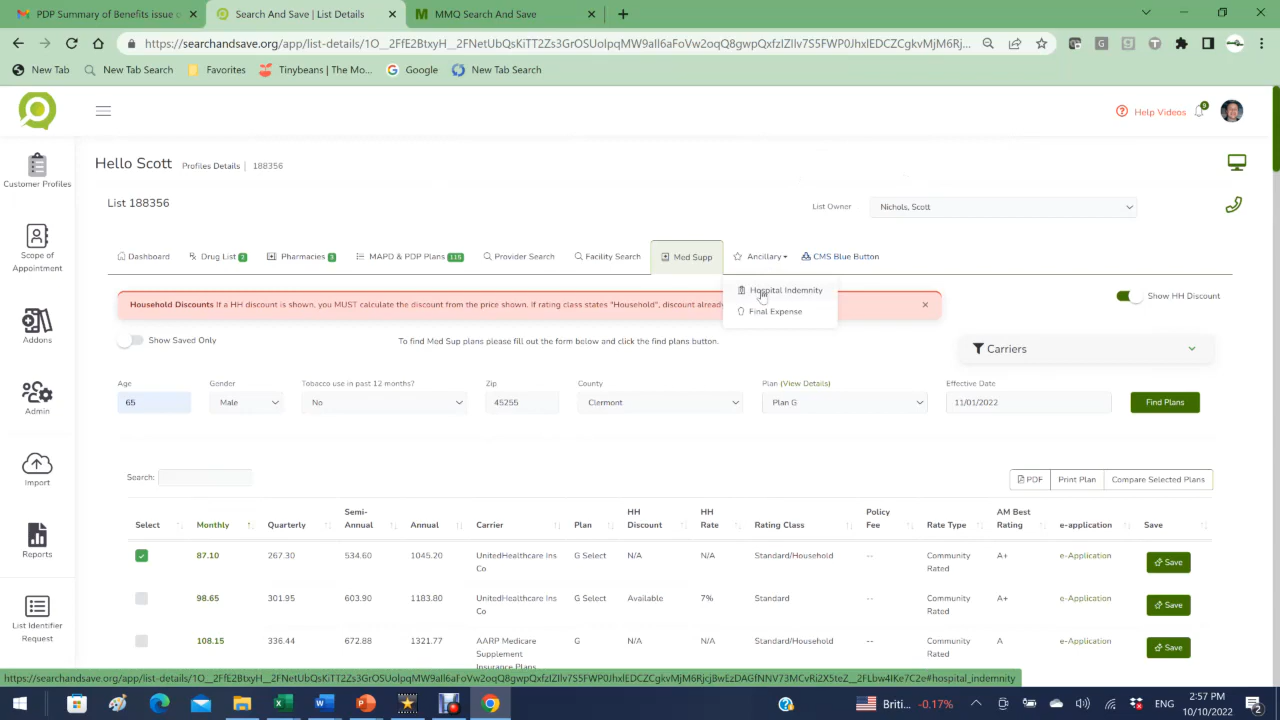 PDP Summary of Benefits issue c
Search And Save | List Details
MMQ Search And Save
https://searchandsave.org/app/list-details/1O__2FfE2BtxyH__2FuQKsiTT2Zs3GrOSUolpqU9gaBRmMW9all6aFoaDrypQQ8gwvKFqxfzlZIlv7S5WFP0JhxEDCZCgkvMjM6Rj...
New Tab
New Tab Search
Favorites
Tinybeans | The Mo...
Google
New Tab Search
Help Videos
0
Customer Profiles
Hello Scott
Profiles Details |
188356
List 188356
List Owner
Nichols, Scott
Scope of
Appointment
Dashboard
Drug List 2
Pharmacies 3
MAPD & PDP Plans 115
Provider Search
Facility Search
Med Supp
Ancillary
CMS Blue Button
Hospital Indemnity
Final Expense
Household Discounts If a HH discount is shown, you MUST calculate the discount from the price shown. If rating class states "Household", discount alrea
Show HH Discount
Addons
Show Saved Only
To find Med Sup plans please fill out the form below and click the find plans button.
Carriers
Age
Gender
Tobacco use in past 12 months?
Zip
County
Plan (View Details)
Effective Date
65
Male
No
45255
Clermont
Plan G
11/01/2022
Find Plans
Admin
Import
Search:
PDF
Print Plan
Compare Selected Plans
Select
Monthly
Quarterly
Semi-
Annual
Annual
Carrier
Plan
HH
Discount
HH
Rate
Rating Class
Policy
Fee
Rate Type
AM Best
Rating
e-application
Save
Reports
87.10
267.30
534.60
1045.20
UnitedHealthcare Ins
Co
G Select
N/A
N/A
Standard/Household
--
Community
Rated
A+
e-Application
Save
98.65
301.95
603.90
1183.80
UnitedHealthcare Ins
Co
G Select
Available
7%
Standard
--
Community
Rated
A+
e-Application
Save
List Identifier
Request
108.15
336.44
672.88
1321.77
AARP Medicare
Supplement
Insurance Plans
G
N/A
N/A
Standard/Household
--
Community
Rated
A
e-Application
Save
Briti...
-0.17%
2:57 PM
10/10/2022
2